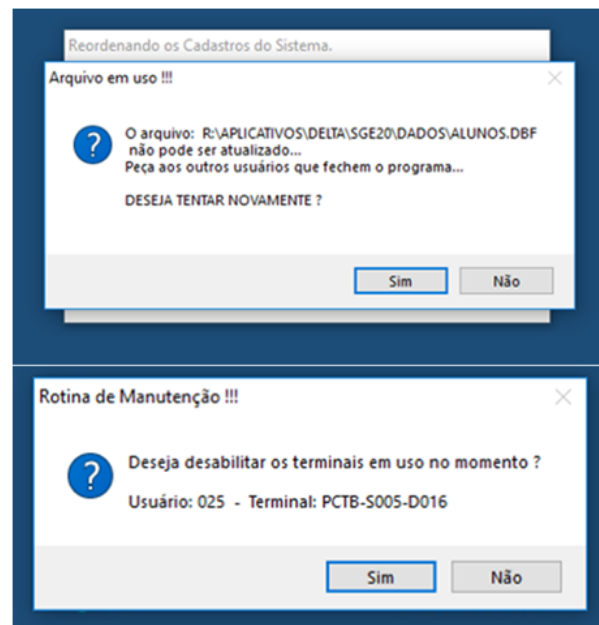 Reordenando os Cadastros do Sistema.
Arquivo em uso !!!
O arquivo: R:\APLICATIVOS\DELTA\SGE20\DADOS\ALUNOS.DBF
não pode ser atualizado...
Peça aos outros usuários que fechem o programa...
DESEJA TENTAR NOVAMENTE ?
Sim Não
Rotina de Manutenção !!!
Deseja desabilitar os terminais em uso no momento ?
Usuário: 025 - Terminal: PCTB-S005-D016
Sim Não